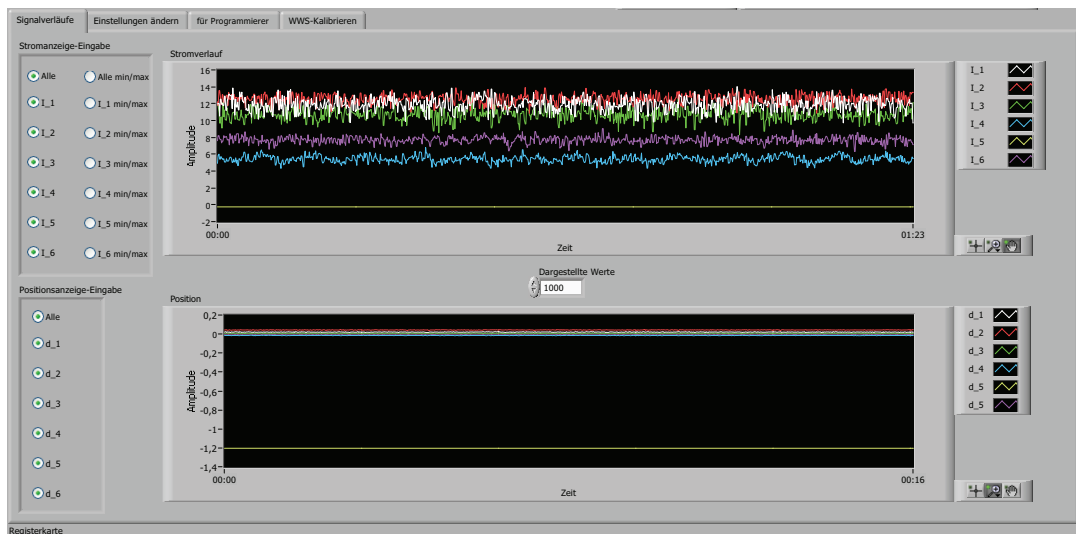 Signalverläufe Einstellungen ändern für Programmierer WWS-Kalibrieren
Stromanzeige-Eingabe
Alle Alle min/max
I_1 I_1 min/max
I_2 I_2 min/max
I_3 I_3 min/max
I_4 I_4 min/max
I_5 I_5 min/max
I_6 I_6 min/max
Stromverlauf
Amplitude
16
14
12
10
8
6
4
2
0
-2
00:00 01:23
Zeit
I_1
I_2
I_3
I_4
I_5
I_6
Dargestellte Werte
1000
Positionsanzeige-Eingabe
Alle
d_1
d_2
d_3
d_4
d_5
d_6
Position
Amplitude
0,2
0
-0,2
-0,4
-0,6
-0,8
-1
-1,2
-1,4
00:00 00:16
Zeit
d_1
d_2
d_3
d_4
d_5
d_5
Registerkarte